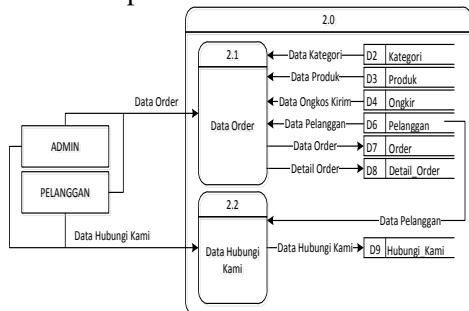 2.0
2.1
Data Order
Data Kategori
D2 Kategori
Data Produk
D3 Produk
Data Ongkos Kirim
D4 Ongkir
Data Pelanggan
D6 Pelanggan
Data Order
D7 Order
Detail Order
D8 Detail_Order
Data Order
ADMIN
PELANGGAN
Data Hubungi Kami
2.2
Data Hubungi
Kami
Data Pelanggan
Data Hubungi Kami
D9 Hubungi_Kami